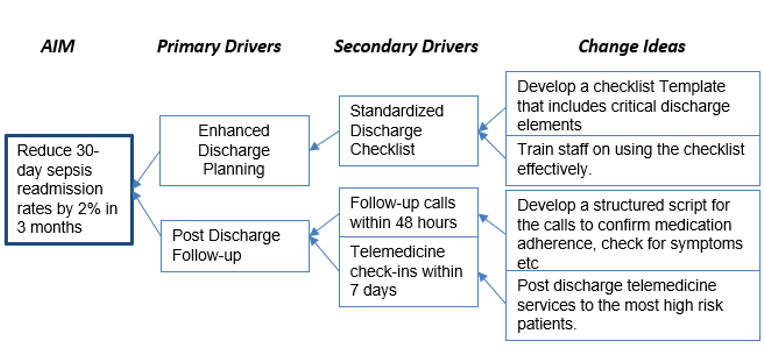 AIM
Primary Drivers
Secondary Drivers
Change Ideas
Reduce 30-
day sepsis
readmission
rates by 2% in
3 months
Enhanced
Discharge
Planning
Post Discharge
Follow-up
Standardized
Discharge
Checklist
Follow-up calls
within 48 hours
Telemedicine
check-ins within
7 days
Develop a checklist Template
that includes critical discharge
elements
Train staff on using the checklist
effectively.
Develop a structured script for
the calls to confirm medication
adherence, check for symptoms
etc
Post discharge telemedicine
services to the most high risk
patients.